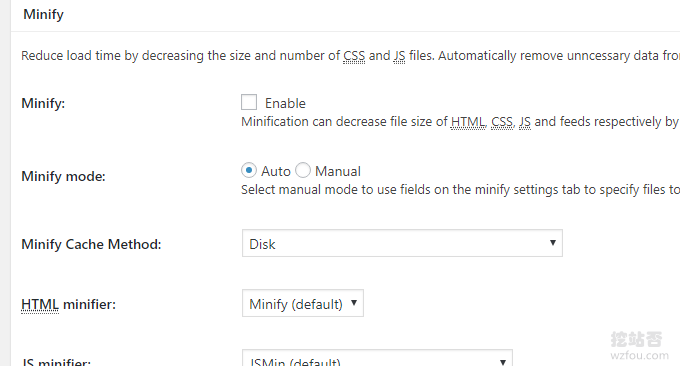 Minify
Reduce load time by decreasing the size and number of CSS and JS files. Automatically remove unncessary data fro
Minify:
Enable
Minification can decrease file size of HTML, CSS, JS and feeds respectively by
Minify mode:
Auto Manual
Select manual mode to use fields on the minify settings tab to specify files to
Minify Cache Method:
Disk
HTML minifier:
Minify (default)
JS minifier:
JSMin (default)
挖站否
wzfou.com